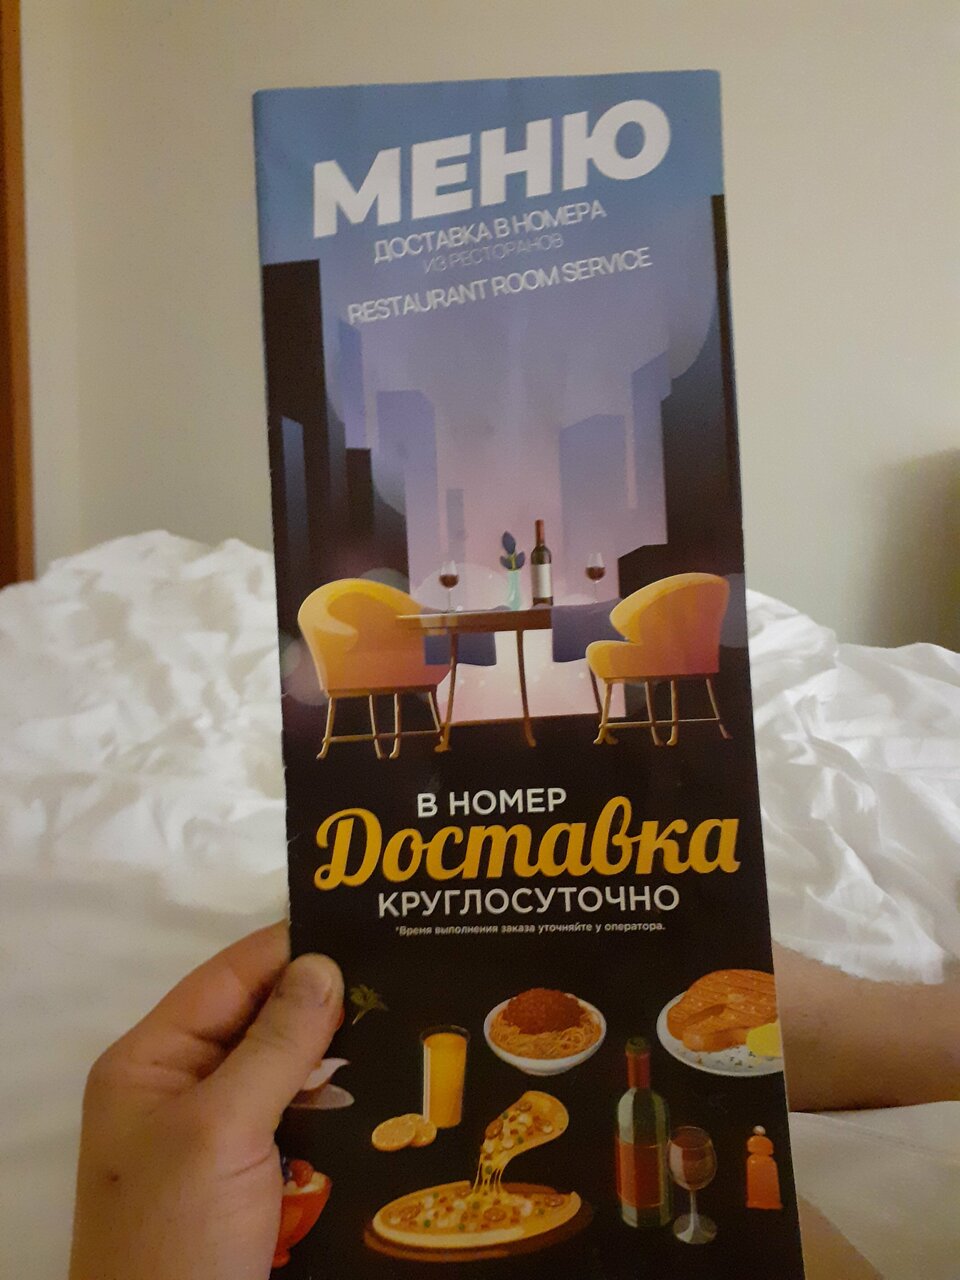 МЕНЮ
ДОСТАВКА В НОМЕРА
ИЗ РЕСТОРАНОВ
RESTAURANT ROOM SERVICE
В НОМЕР
Доставка
КРУГЛОСУТОЧНО
*Время выполнения заказа уточняйте у оператора.